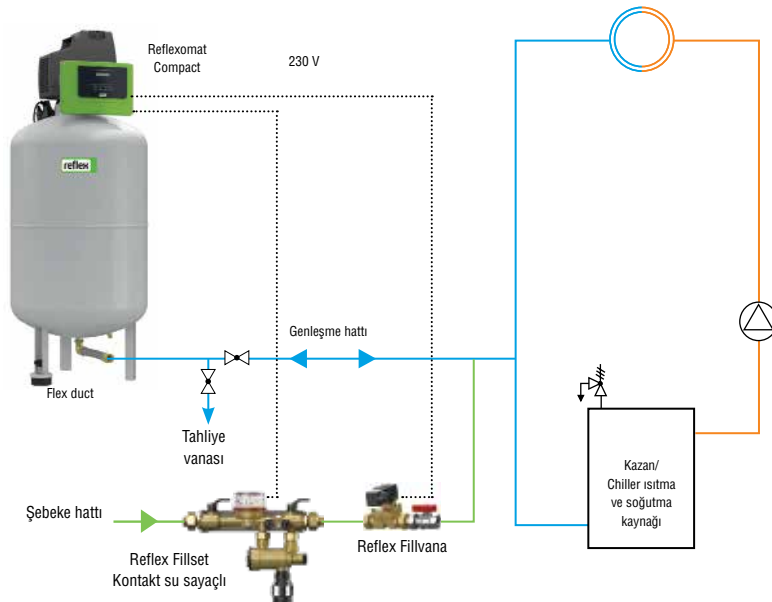 Reflexomat
Compact
230 V
reflex
Genleşme hattı
Flex duct
Tahliye
vanası
Kazan/
Chiller ısıtma
ve soğutma
kaynağı
Şebeke hattı
Reflex Fillvana
Reflex Fillset
Kontakt su sayaçlı